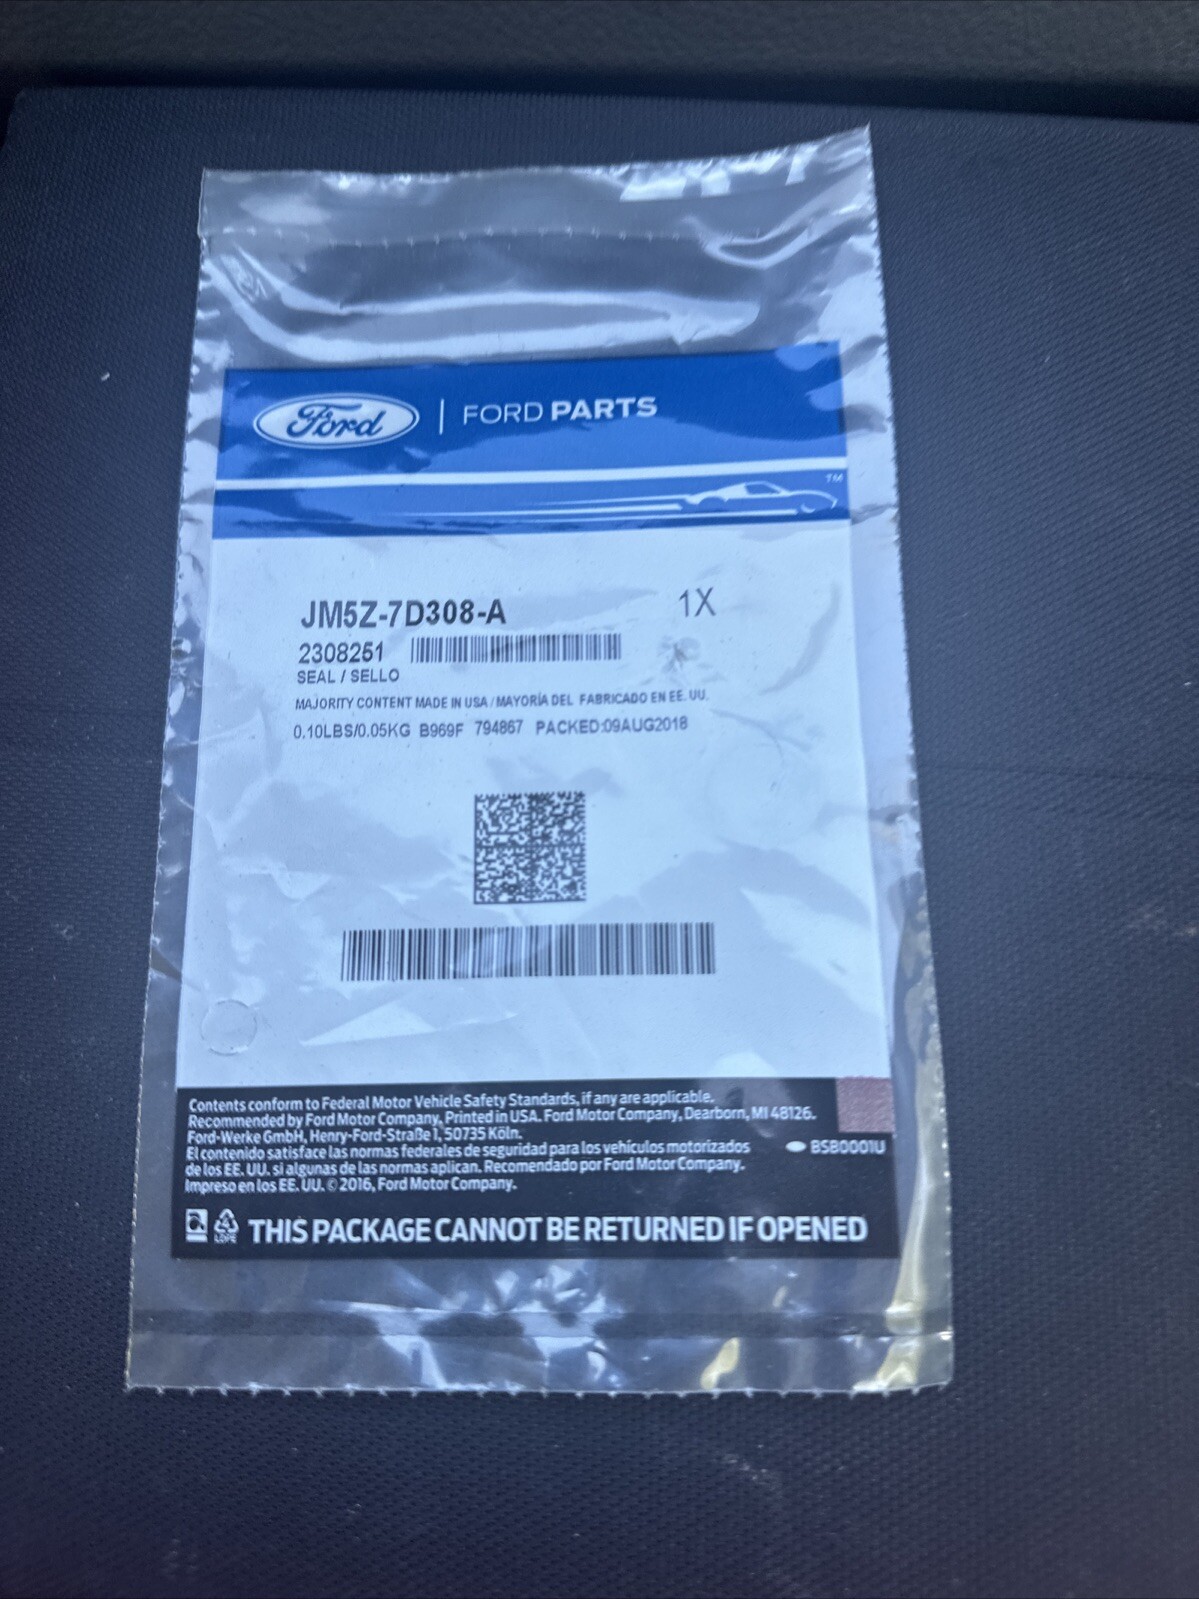 Ford | FORD PARTS
TM
JM5Z-7D308-A 1X
2308251
SEAL / SELLO
MAJORITY CONTENT MADE IN USA / MAYORÍA DEL FABRICADO EN EE. UU.
0.10LBS/0.05KG B969F 794867 PACKED:09AUG2018
Contents conform to Federal Motor Vehicle Safety Standards, if any are applicable.
Recommended by Ford Motor Company. Printed in USA. Ford Motor Company, Dearborn, MI 48126.
Ford-Werke GmbH, Henry-Ford-Straße 1, 50735 Köln.
El contenido satisface las normas federales de seguridad para los vehículos motorizados
de los EE. UU. si algunas de las normas aplican. Recomendado por Ford Motor Company.
Impreso en los EE. UU. © 2016, Ford Motor Company.
BSB0001U
4
LDPE
THIS PACKAGE CANNOT BE RETURNED IF OPENED